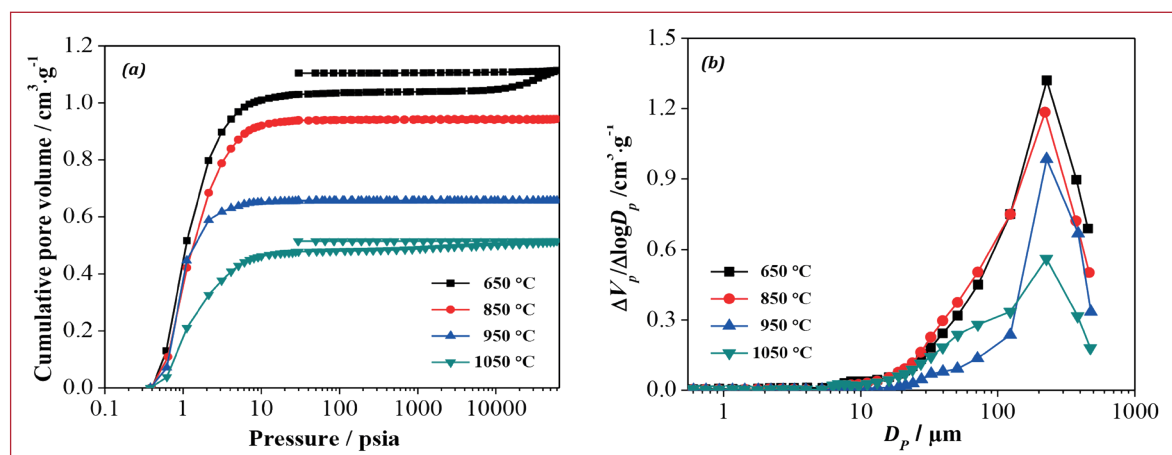 (a)
Cumulative pore volume / cm³·g⁻¹
1.2
1.0
0.8
0.6
0.4
0.2
0.0
650 °C
850 °C
950 °C
1050 °C
0.1
1
10
100
1000
10000
Pressure / psia
(b)
ΔVₚ/ΔlogDₚ /cm³·g⁻¹
1.5
1.2
0.9
0.6
0.3
0.0
650 °C
850 °C
950 °C
1050 °C
1
10
100
1000
D_P / μm